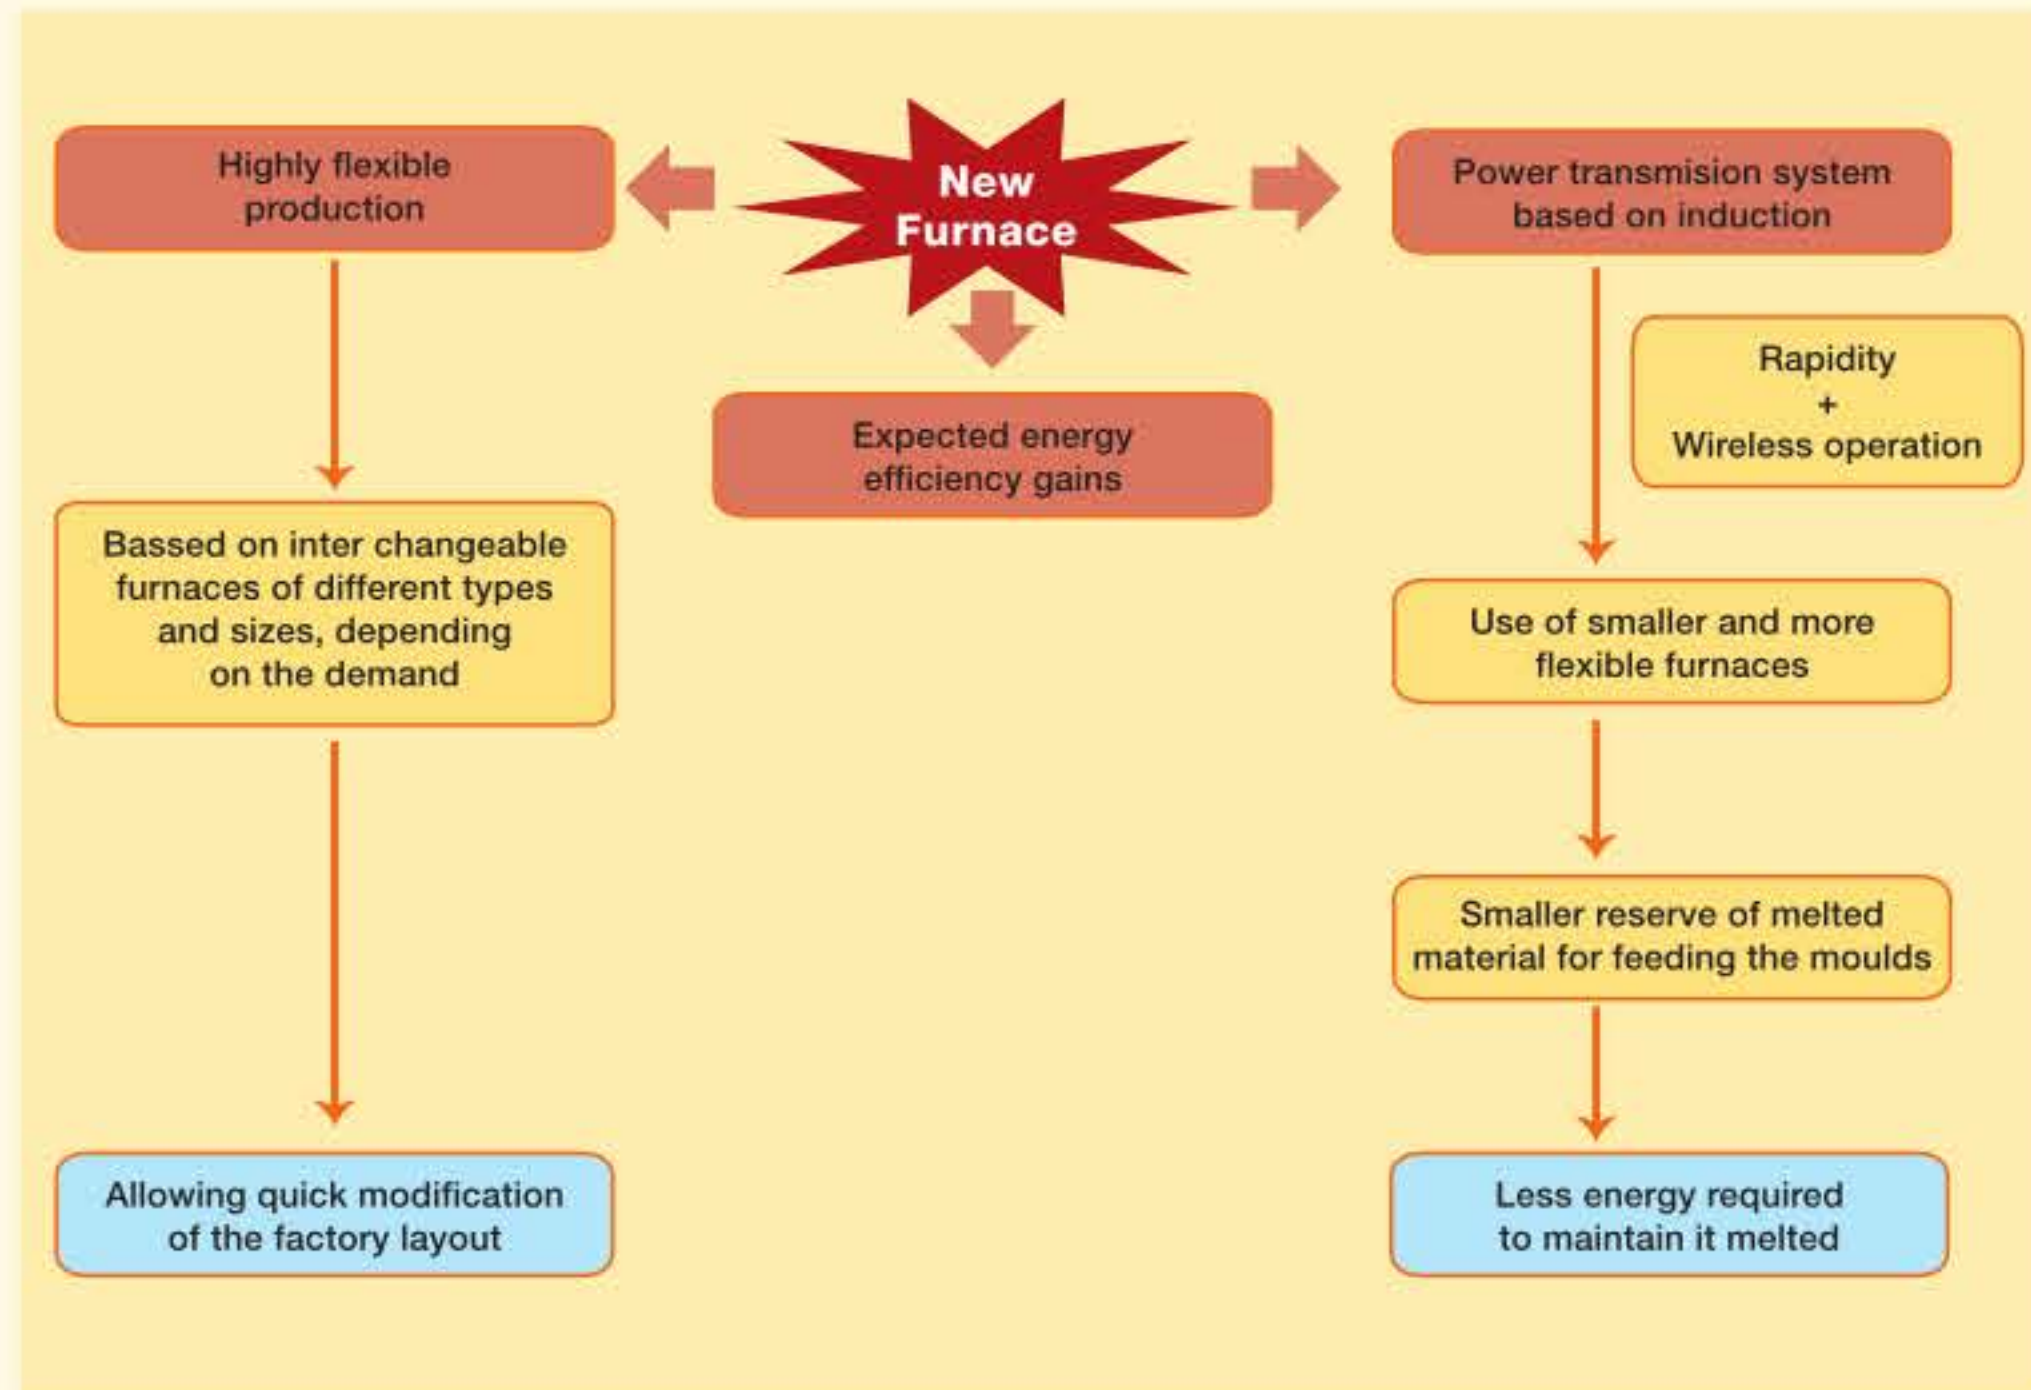 New
Furnace
Highly flexible
production
Bassed on inter changeable
furnaces of different types
and sizes, depending
on the demand
Allowing quick modification
of the factory layout
Expected energy
efficiency gains
Power transmision system
based on induction
Rapidity
+
Wireless operation
Use of smaller and more
flexible furnaces
Smaller reserve of melted
material for feeding the moulds
Less energy required
to maintain it melted